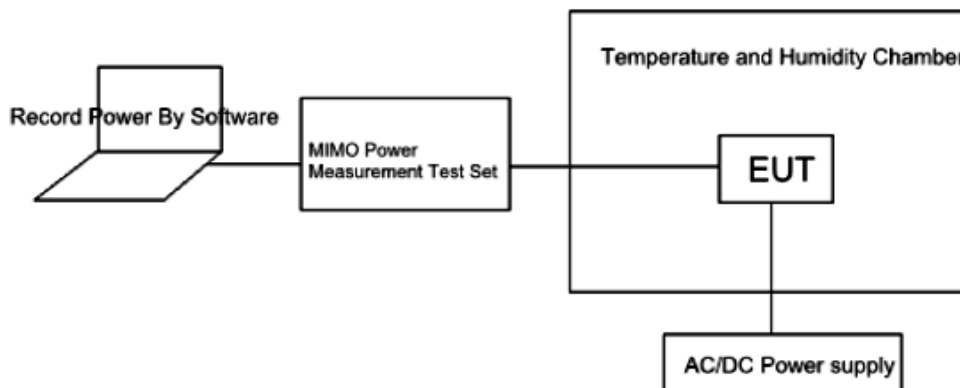 Temperature and Humidity Chamber
Record Power By Software
MIMO Power
Measurement Test Set
EUT
AC/DC Power supply